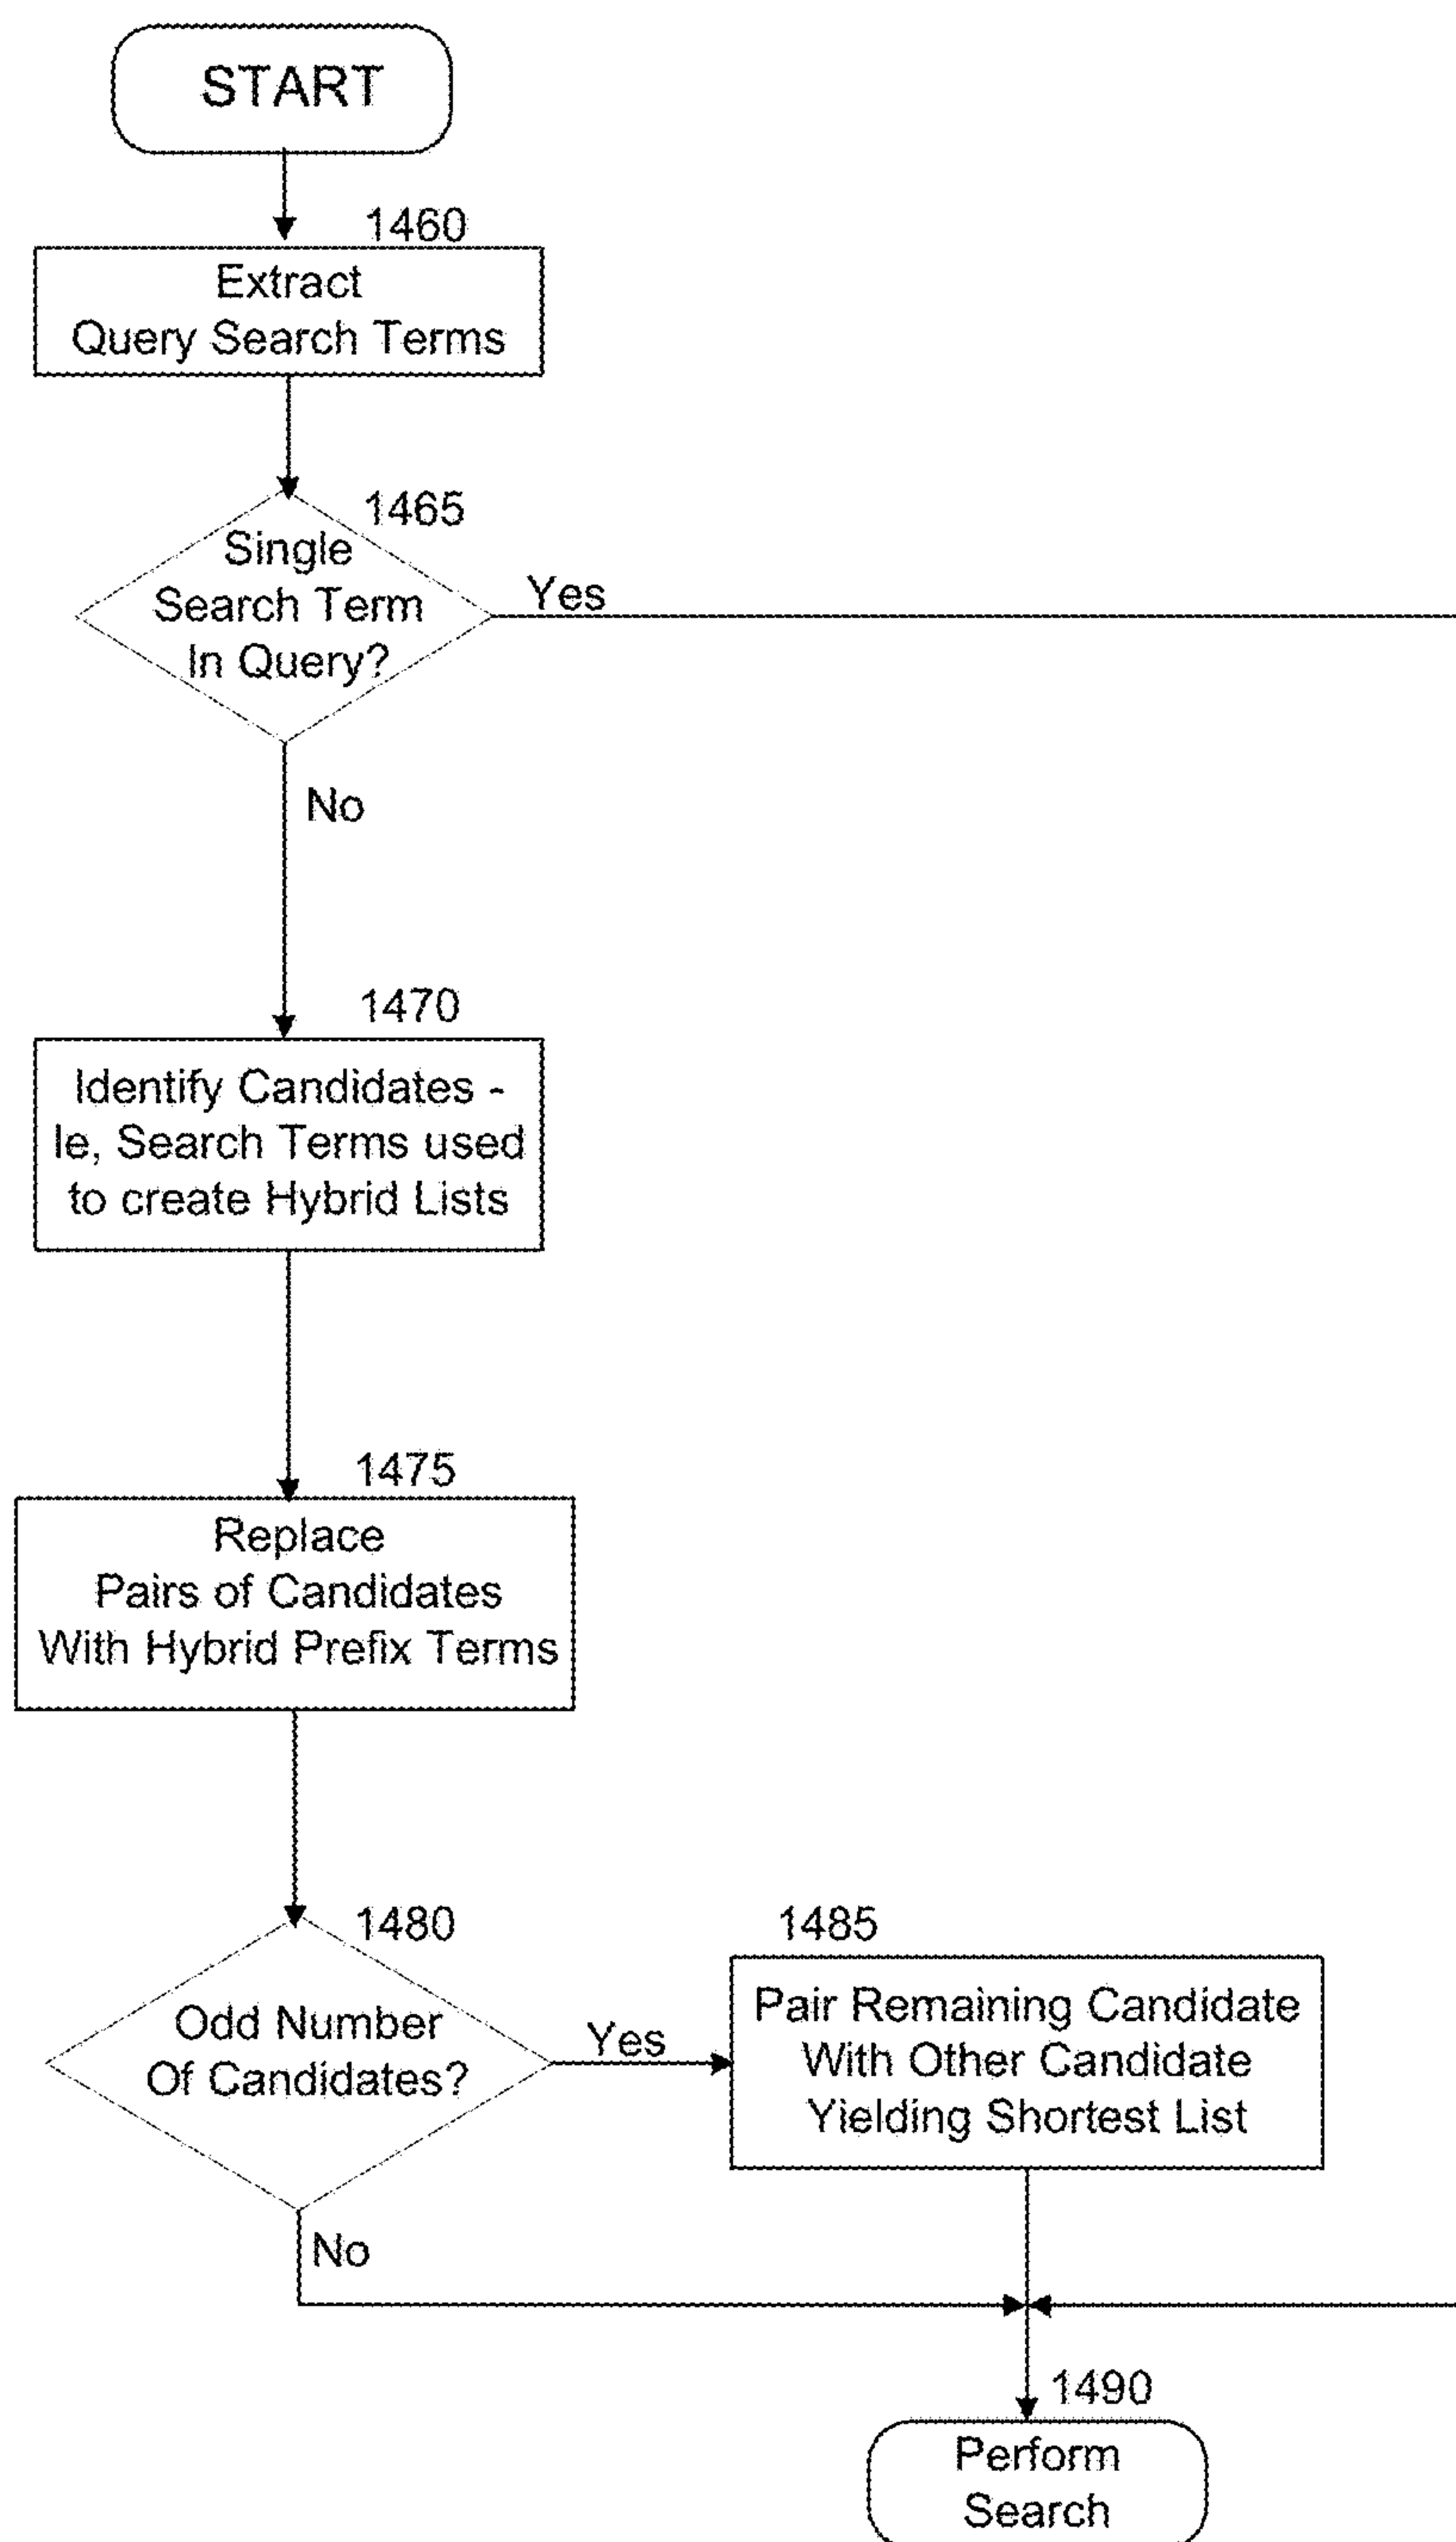 START
1460
Extract
Query Search Terms
1465
Single
Search Term
In Query?
Yes
No
1470
Identify Candidates -
Ie, Search Terms used
to create Hybrid Lists
1475
Replace
Pairs of Candidates
With Hybrid Prefix Terms
1480
Odd Number
Of Candidates?
Yes
No
1485
Pair Remaining Candidate
With Other Candidate
Yielding Shortest List
1490
Perform
Search